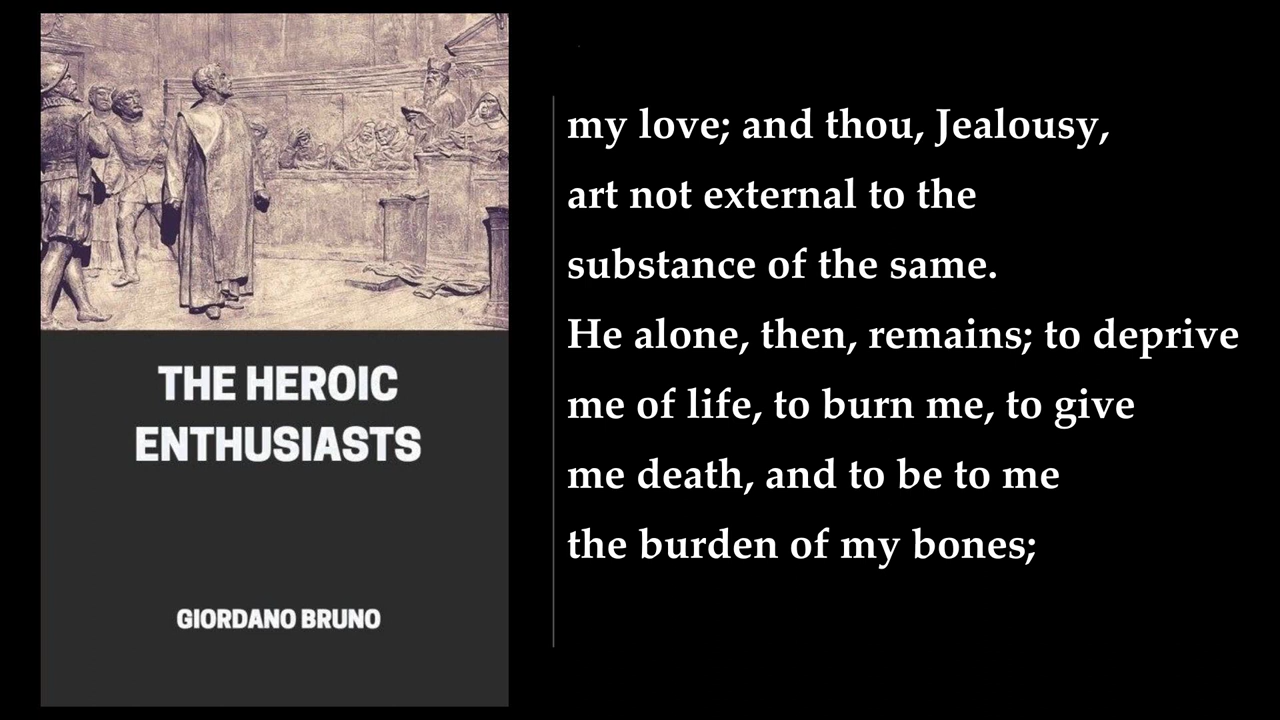 THE HEROIC
ENTHUSIASTS
GIORDANO BRUNO
my love; and thou, Jealousy,
art not external to the
substance of the same.
He alone, then, remains; to deprive
me of life, to burn me, to give
me death, and to be to me
the burden of my bones;